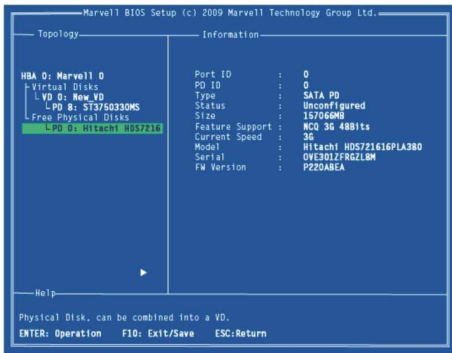 Marvell BIOS Setup (c) 2009 Marvell Technology Group Ltd.
Topology
Information
HBA 0: Marvell 0
Virtual Disks
VD 0: New_VD
PD 8: ST3750330NS
Free Physical Disks
PD 0: Hitachi HDS7216
Port ID : 0
PD ID : 0
Type : SATA PD
Status : Unconfigured
Size : 157066MB
Feature Support : NCQ 3G 48Bits
Current Speed : 3G
Model : Hitachi HDS721616PLA380
Serial : OVE301ZFRGZL8M
FW Version : P22OABEA
Help
Physical Disk, can be combined into a VD.
ENTER: Operation F10: Exit/Save ESC:Return